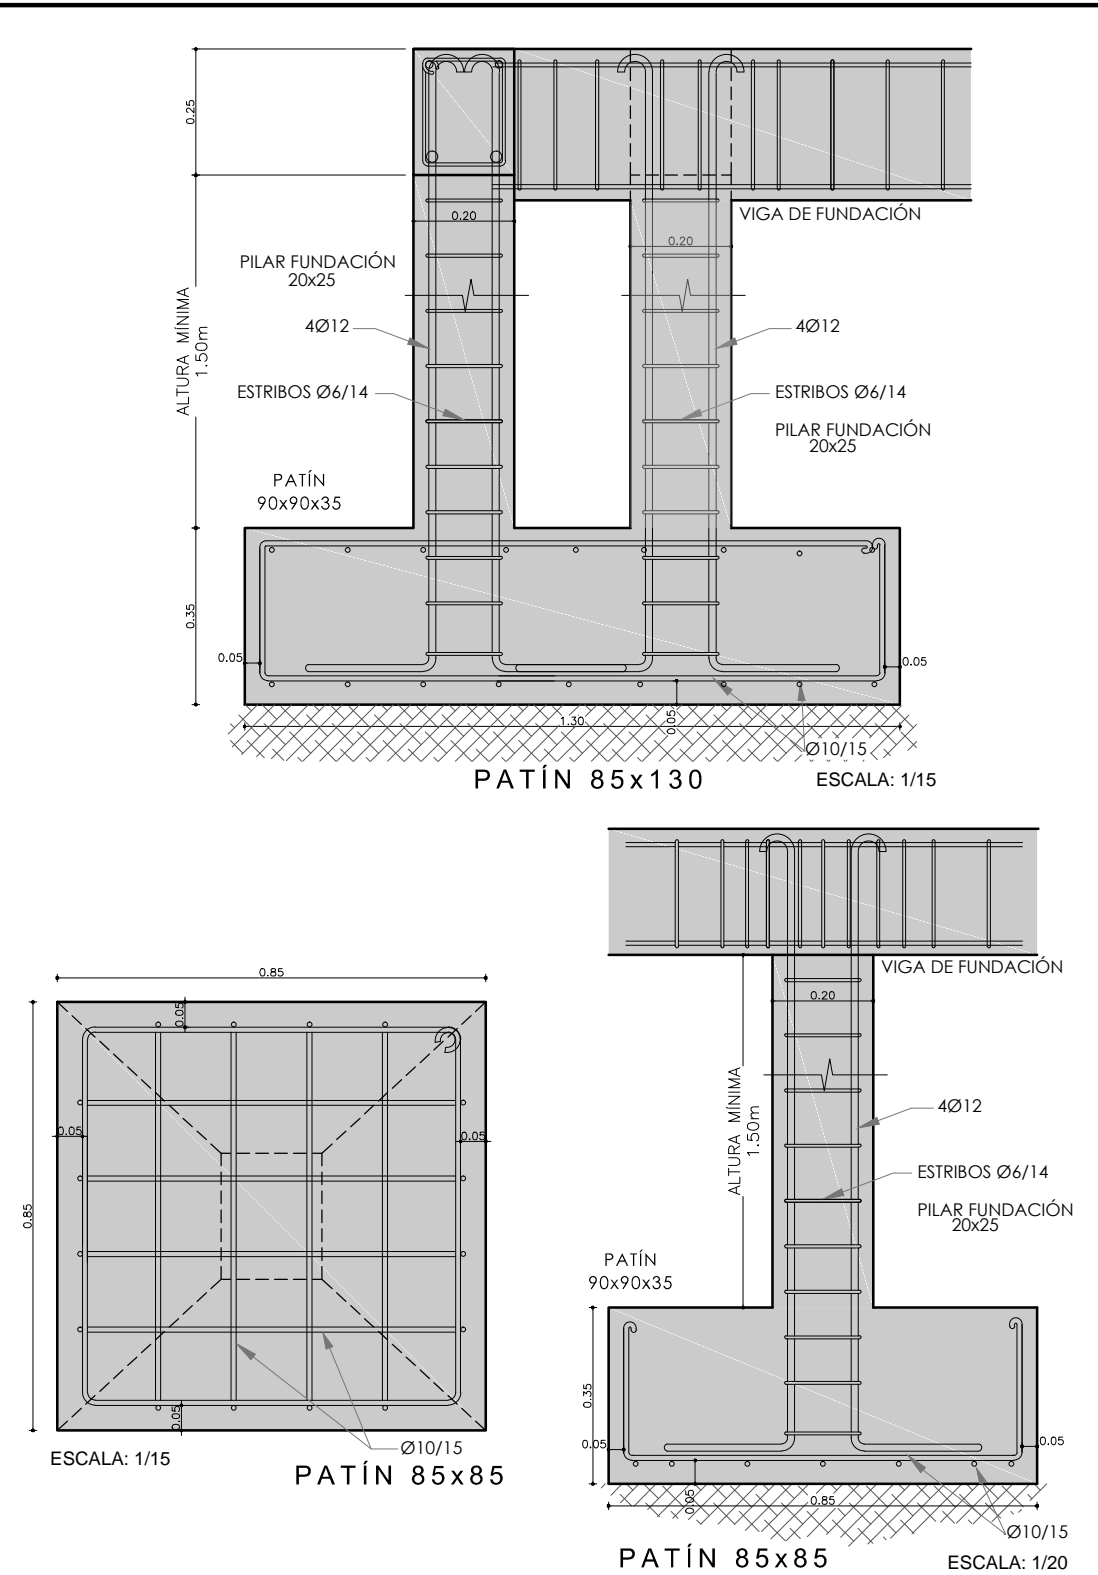 0.25
0.20
VIGA DE FUNDACIÓN
0.20
PILAR FUNDACIÓN
20x25
ALTURA MÍNIMA
1.50m
4Ø12
4Ø12
ESTRIBOS Ø6/14
ESTRIBOS Ø6/14
PILAR FUNDACIÓN
20x25
PATÍN
90x90x35
0.35
0.05
0.05
1.30
0.05
Ø10/15
PATÍN 85x130
ESCALA: 1/15
VIGA DE FUNDACIÓN
0.20
ALTURA MÍNIMA
1.50m
4Ø12
ESTRIBOS Ø6/14
PILAR FUNDACIÓN
20x25
PATÍN
90x90x35
0.35
0.05
0.05
0.05
0.85
Ø10/15
PATÍN 85x85
ESCALA: 1/20
0.85
0.05
0.05
0.05
0.85
0.05
Ø10/15
ESCALA: 1/15
PATÍN 85x85